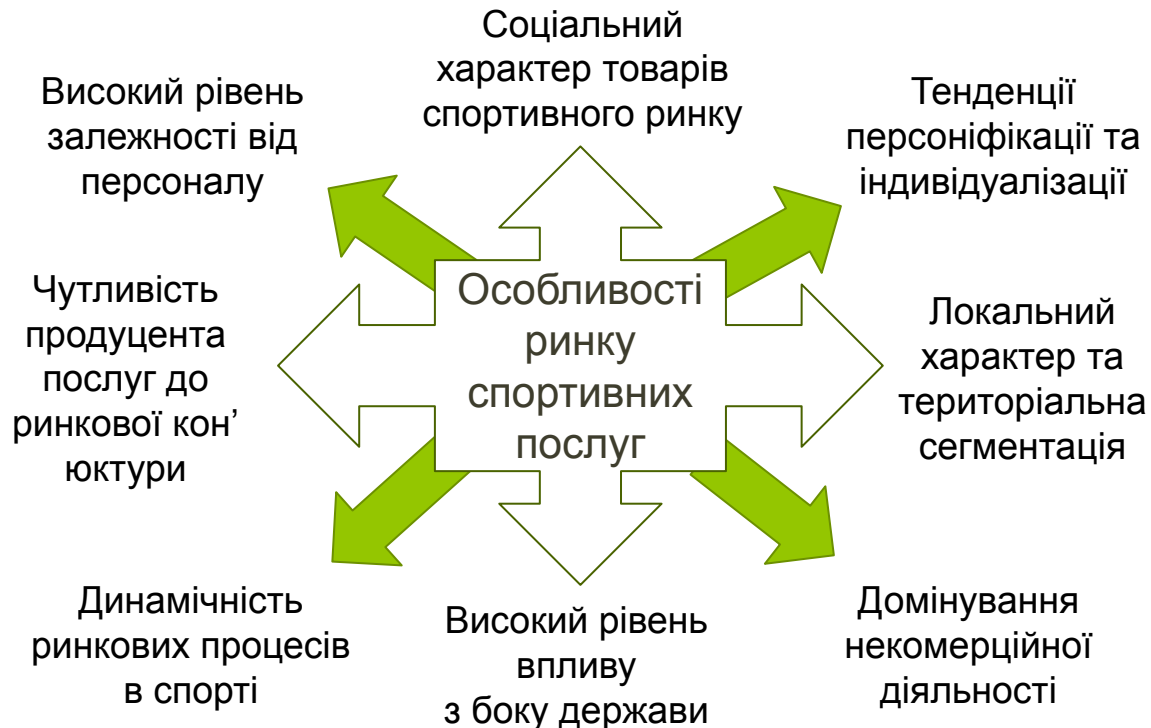 Соціальний
характер товарів
спортивного ринку
Високий рівень
залежності від
персоналу
Тенденції
персоніфікації та
індивідуалізації
Чутливість
продуцента
послуг до
ринкової кон’
юктури
Особливості
ринку
спортивних
послуг
Локальний
характер та
територіальна
сегментація
Динамічність
ринкових процесів
в спорті
Високий рівень
впливу
з боку держави
Домінування
некомерційної
діяльності